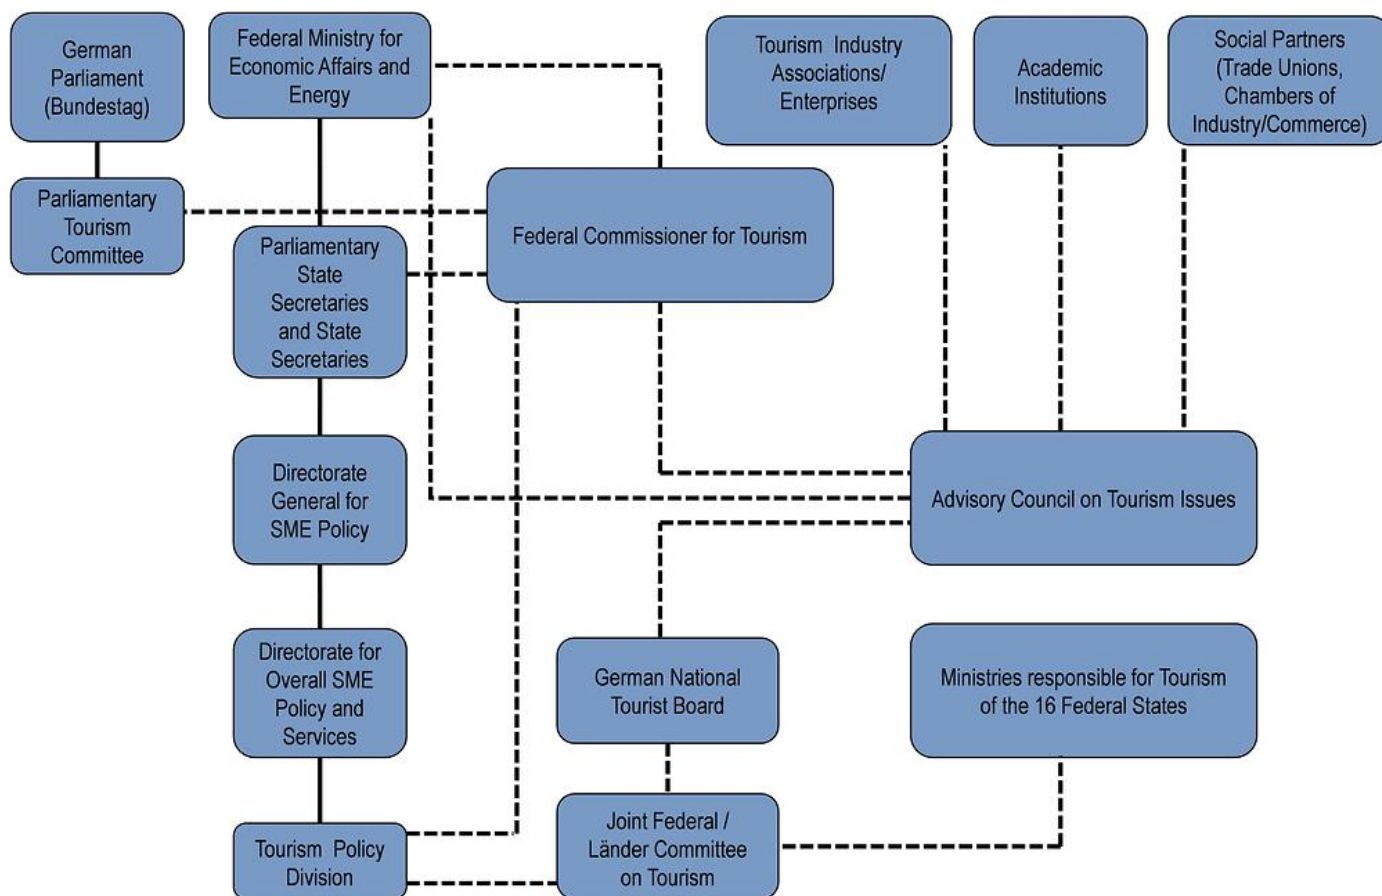 German
Parliament
(Bundestag)
Federal Ministry for
Economic Affairs and
Energy
Tourism Industry
Associations/
Enterprises
Academic
Institutions
Social Partners
(Trade Unions,
Chambers of
Industry/Commerce)
Parliamentary
Tourism
Committee
Federal Commissioner for Tourism
Parliamentary
State
Secretaries
and State
Secretaries
Directorate
General for
SME Policy
Advisory Council on Tourism Issues
Directorate for
Overall SME
Policy and
Services
German National
Tourist Board
Ministries responsible for Tourism
of the 16 Federal States
Tourism Policy
Division
Joint Federal /
Länder Committee
on Tourism